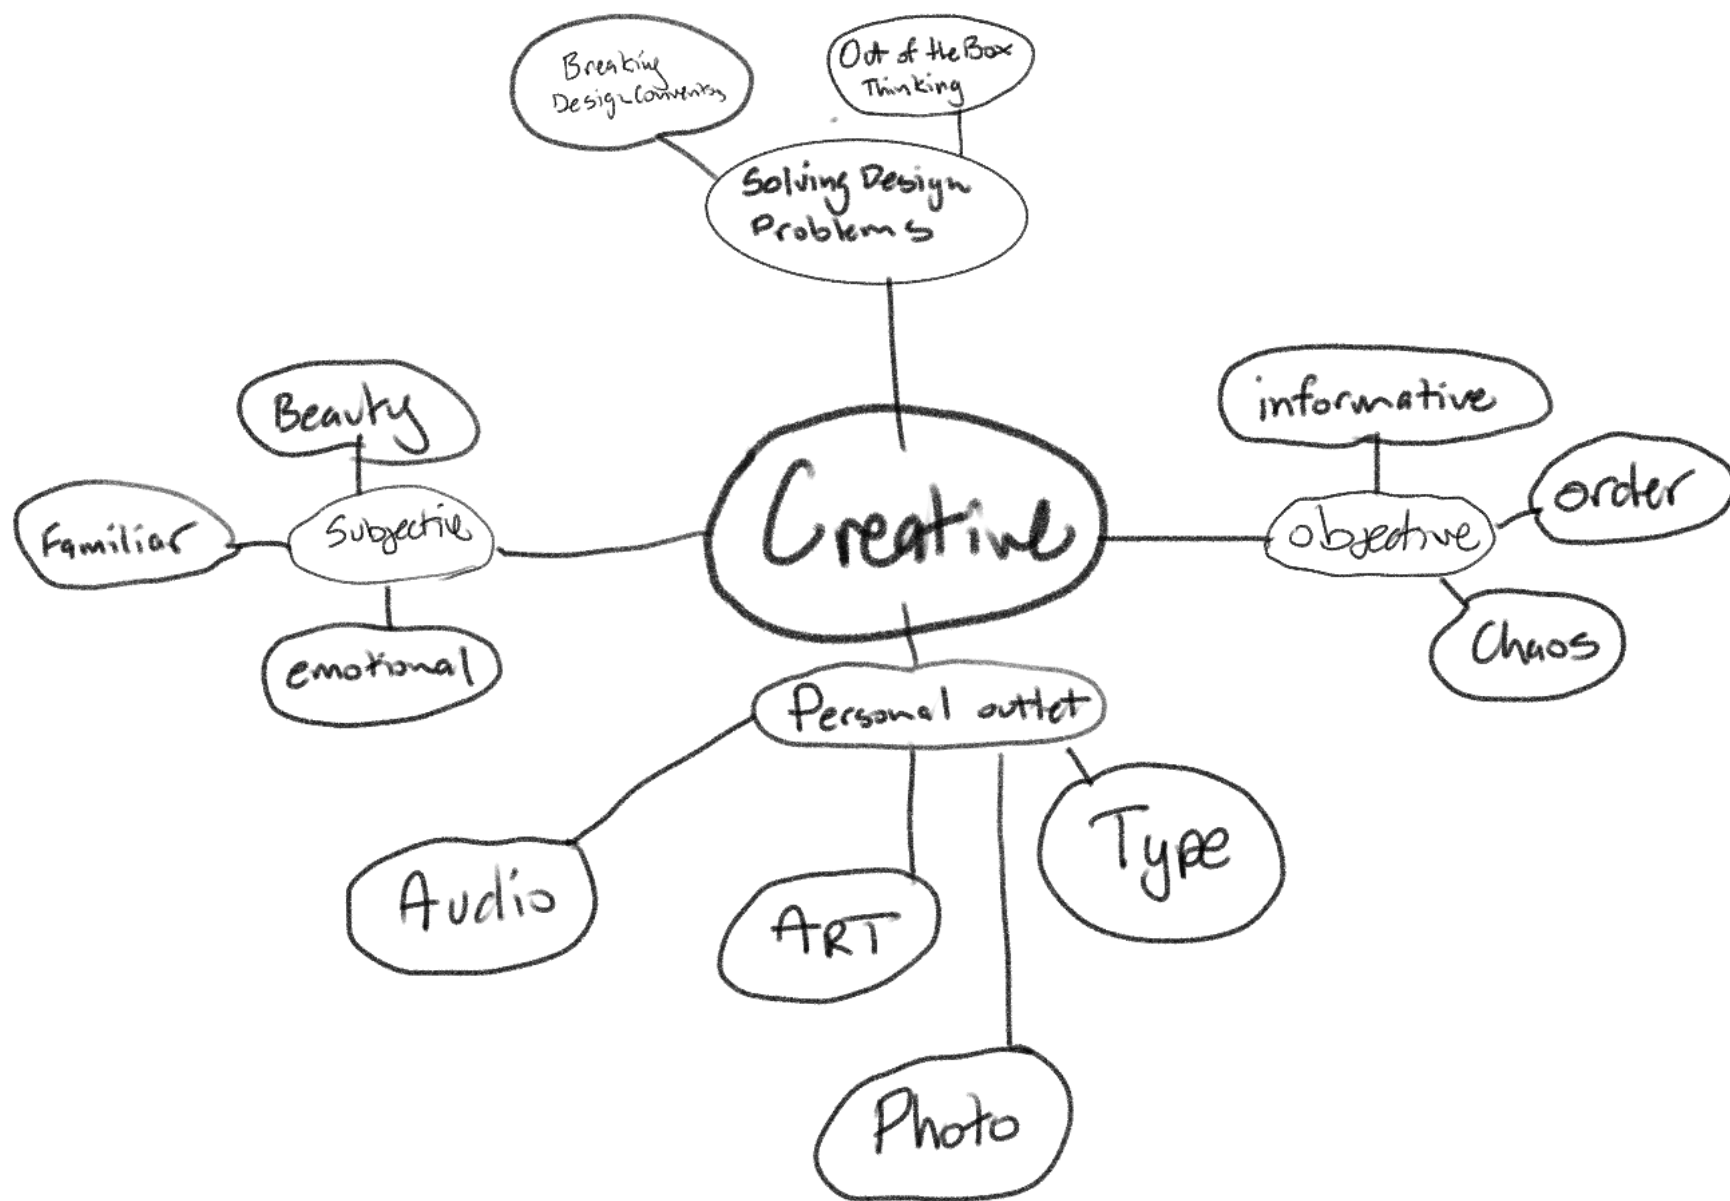 Breaking
Design
Out of the Box
Thinking
Solving Design
Problems
Beauty
Familiar
Subjective
emotional
Creative
informative
order
objective
Chaos
Personal outlet
Audio
ART
Type
Photo